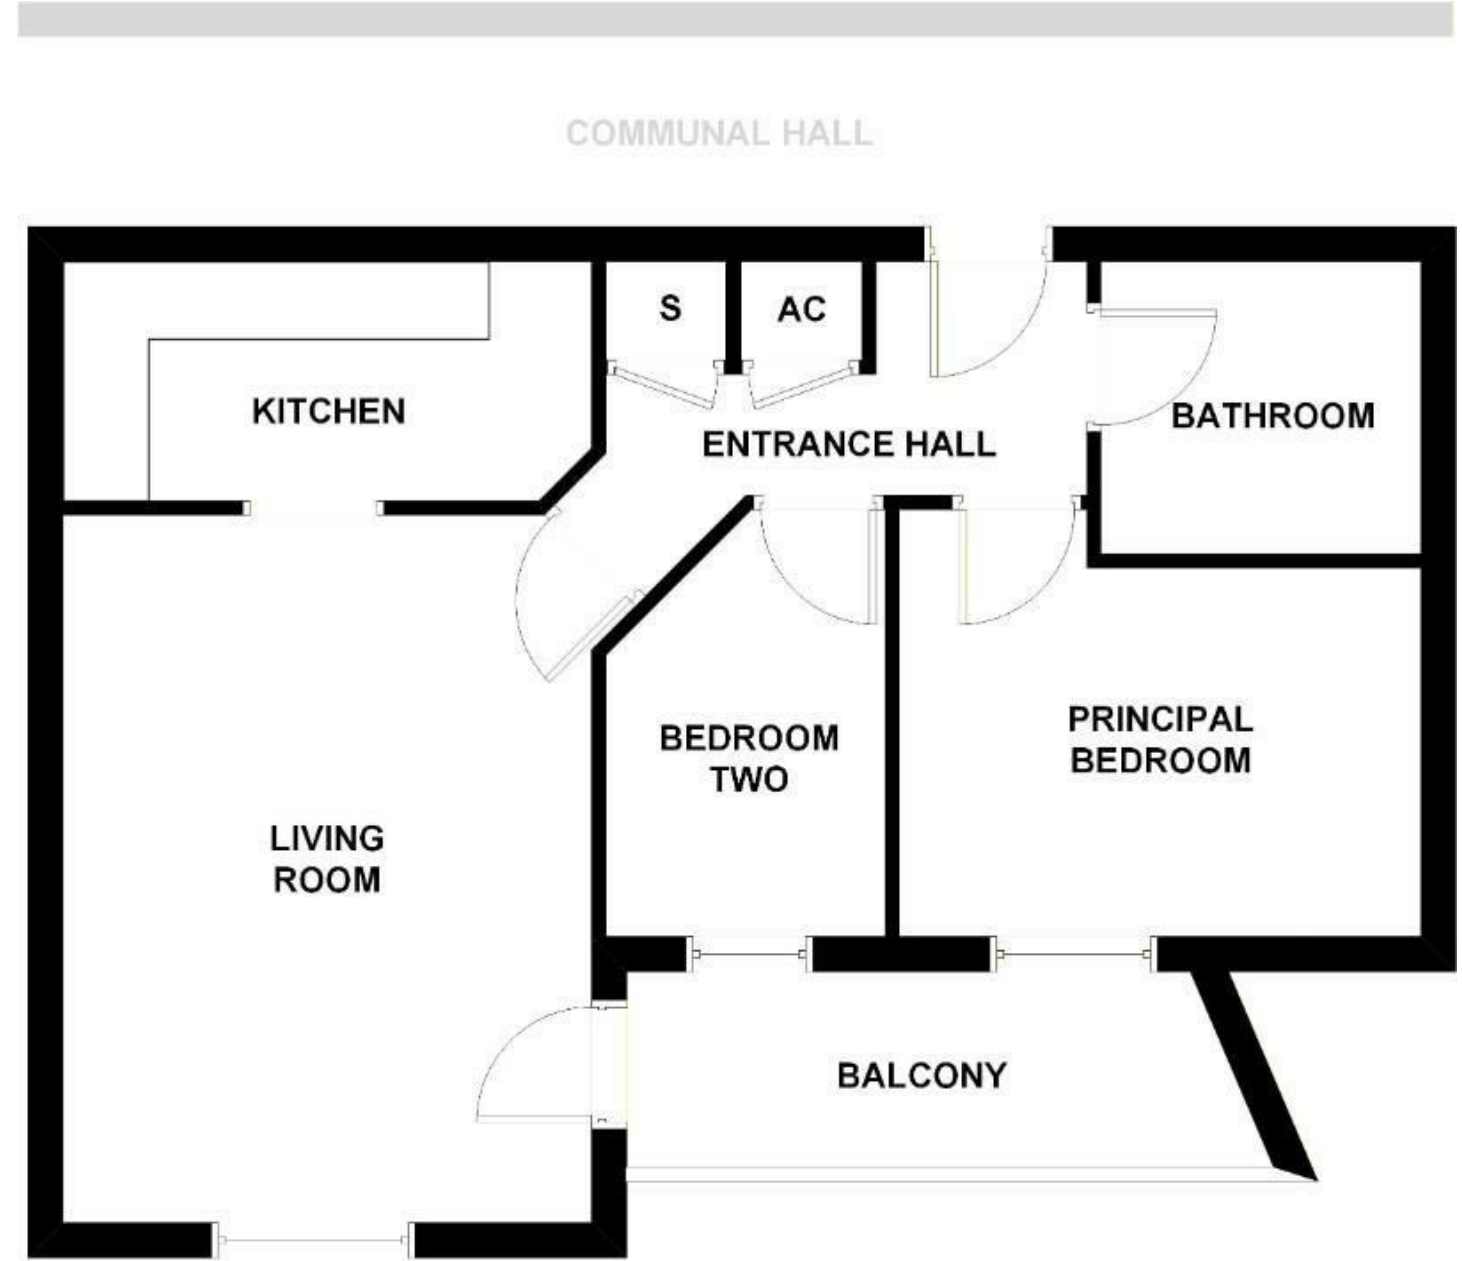 COMMUNAL HALL
S
AC
KITCHEN
BATHROOM
ENTRANCE HALL
PRINCIPAL
BEDROOM
BEDROOM
TWO
LIVING
ROOM
BALCONY